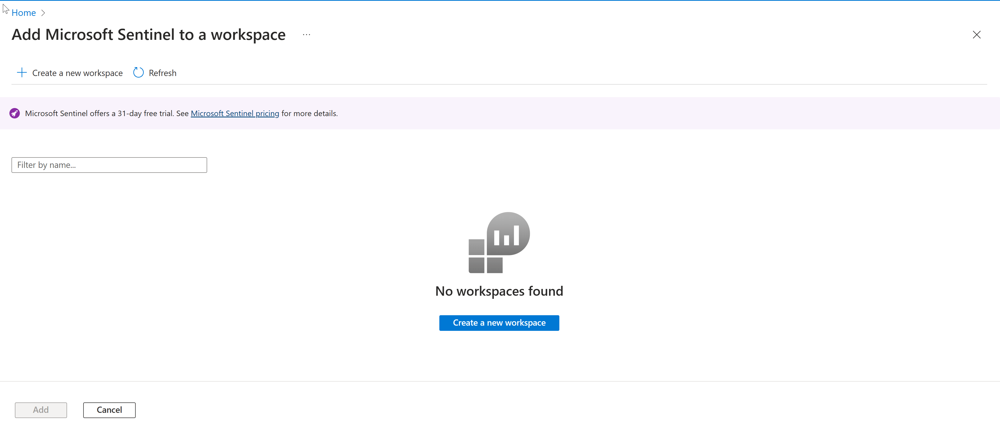 Home
Add Microsoft Sentinel to a workspace ...
Create a new workspace Refresh
Microsoft Sentinel offers a 31-day free trial. See Microsoft Sentinel pricing for more details.
Filter by name...
No workspaces found
Create a new workspace
Add Cancel